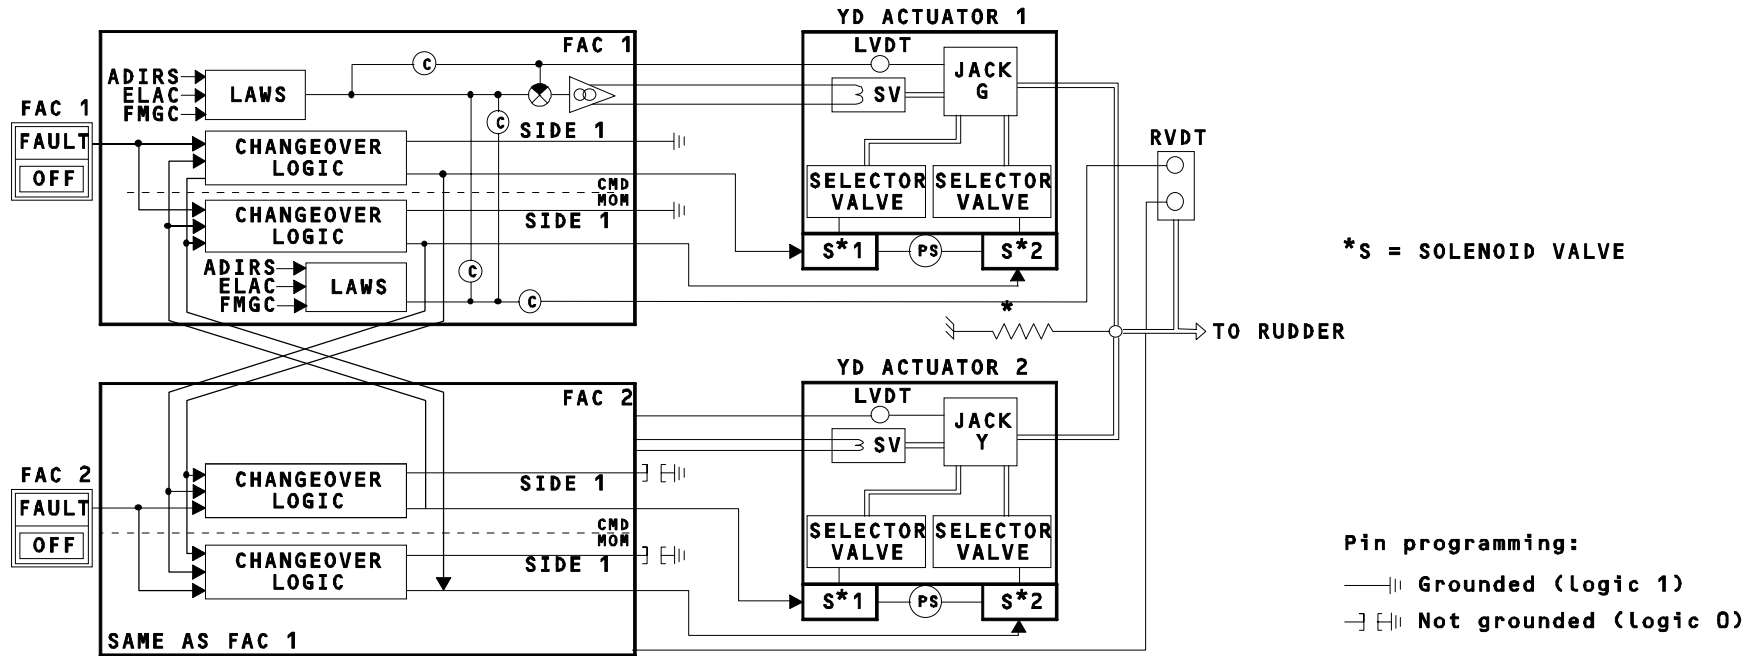 YD ACTUATOR 1
FAC 1
LVDT
C
ADIRS
ELAC
FMGC
LAWS
JACK
G
SV
FAC 1
FAULT
OFF
C
SIDE 1
CHANGEOVER
LOGIC
CMD
MOM
SIDE 1
CHANGEOVER
LOGIC
SELECTOR
VALVE
SELECTOR
VALVE
RVDT
S*1
PS
S*2
*S = SOLENOID VALVE
ADIRS
ELAC
FMGC
LAWS
C
C
*
TO RUDDER
YD ACTUATOR 2
FAC 2
LVDT
JACK
Y
SV
FAC 2
FAULT
OFF
CHANGEOVER
LOGIC
SIDE 1
CMD
MOM
CHANGEOVER
LOGIC
SIDE 1
SELECTOR
VALVE
SELECTOR
VALVE
S*1
PS
S*2
SAME AS FAC 1
Pin programming:
Grounded (logic 1)
Not grounded (logic 0)